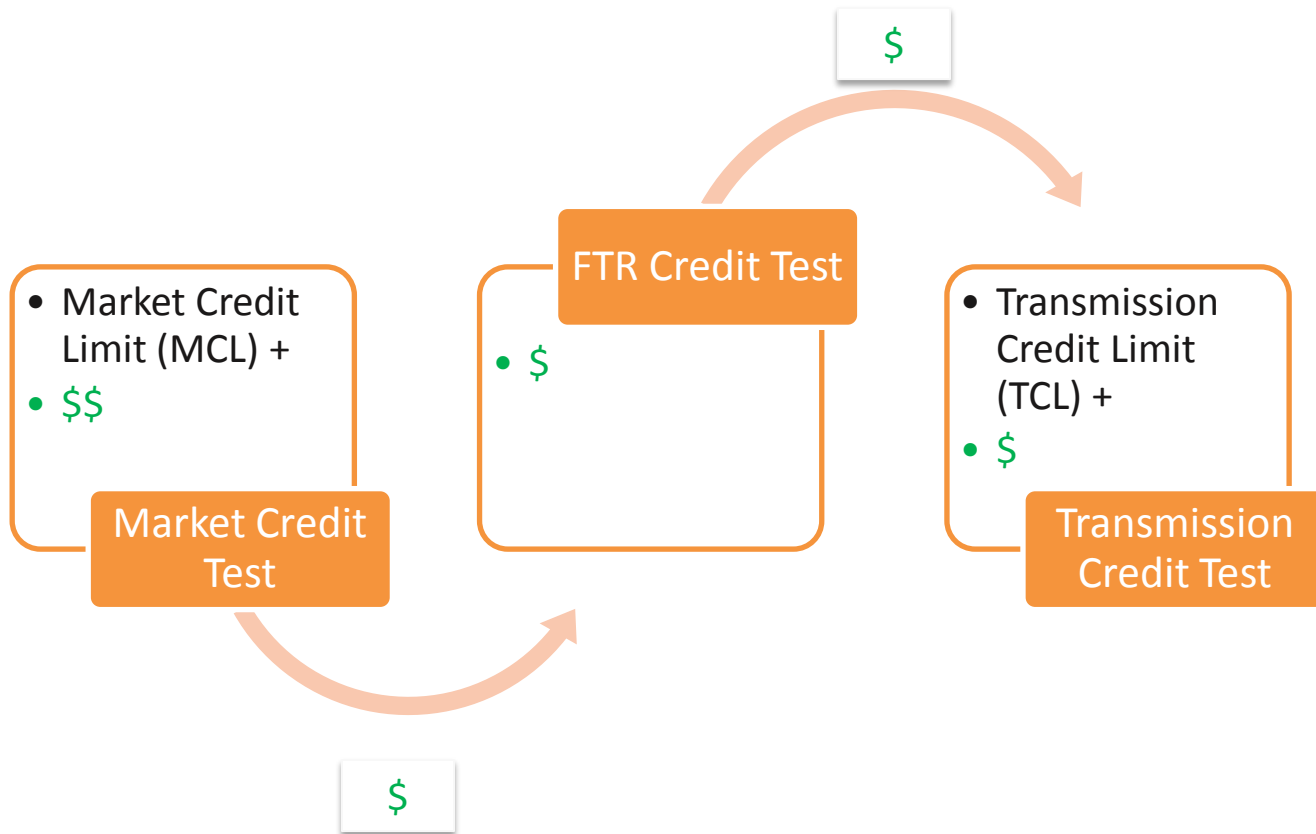 $
FTR Credit Test
• Market Credit
Limit (MCL) +
• $$
Market Credit
Test
• $
• Transmission
Credit Limit
(TCL) +
• $
Transmission
Credit Test
$